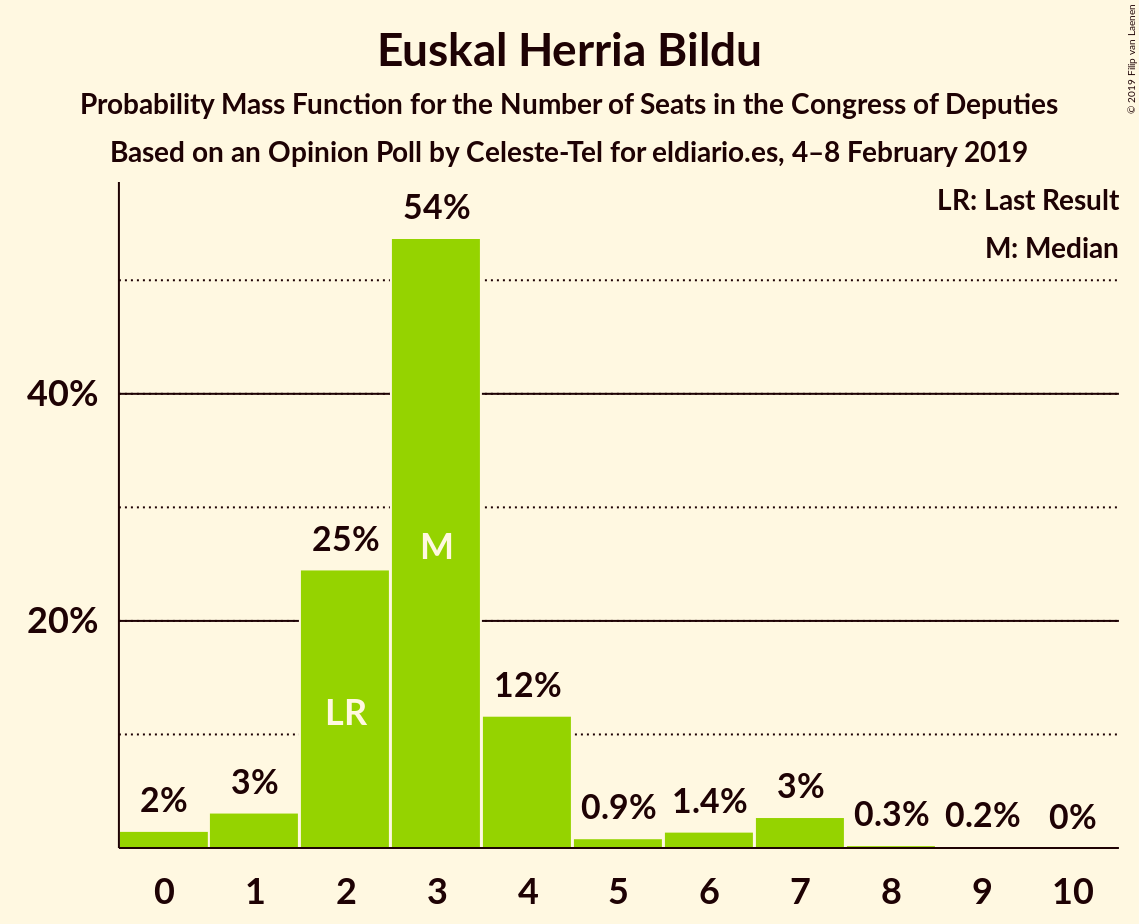 Euskal Herria Bildu
Probability Mass Function for the Number of Seats in the Congress of Deputies
Based on an Opinion Poll by Celeste-Tel for eldiario.es, 4–8 February 2019
© 2019 Filip van Laenen
LR: Last Result
M: Median
54%
40%
25%
M
20%
12%
LR
2%
3%
0.9%
1.4%
3%
0.3%
0.2%
0%
0 1 2 3 4 5 6 7 8 9 10